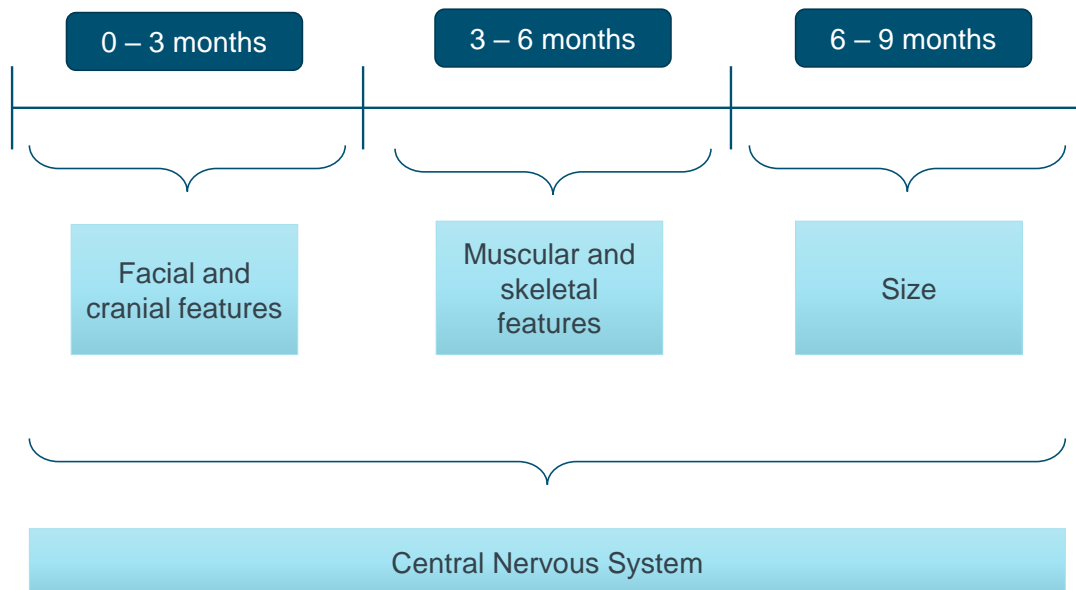 0 – 3 months
3 – 6 months
6 – 9 months
Facial and
cranial features
Muscular and
skeletal
features
Size
Central Nervous System